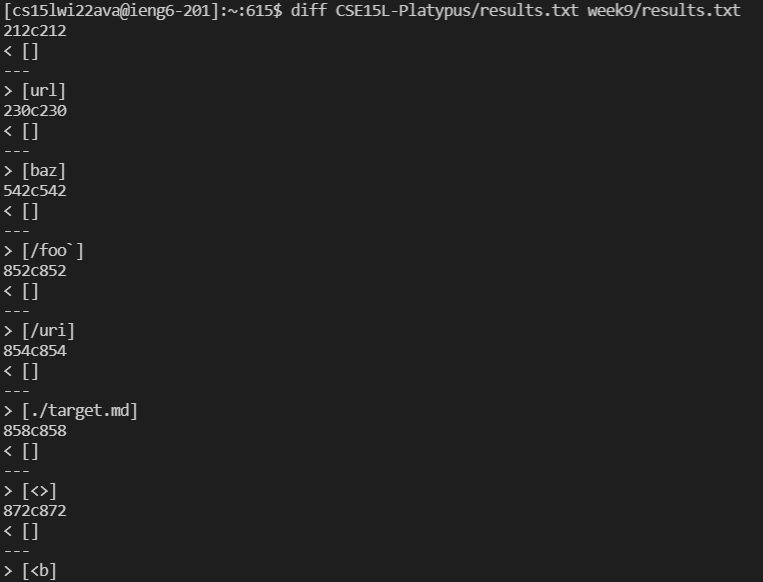 [cs15lwi22ava@ieng6-201]:~:615$ diff CSE15L-Platypus/results.txt week9/results.txt
212c212
< []
---
> [url]
230c230
< []
---
> [baz]
542c542
< []
---
> [/foo`]
852c852
< []
---
> [/uri]
854c854
< []
---
> [./target.md]
858c858
< []
---
> [<>]
872c872
< []
---
> [<b]